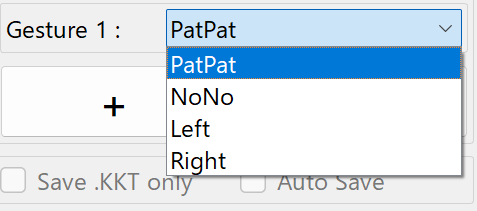 Gesture 1 : PatPat
PatPat
+ NoNo
Left
Right
Save .KKT only Auto Save